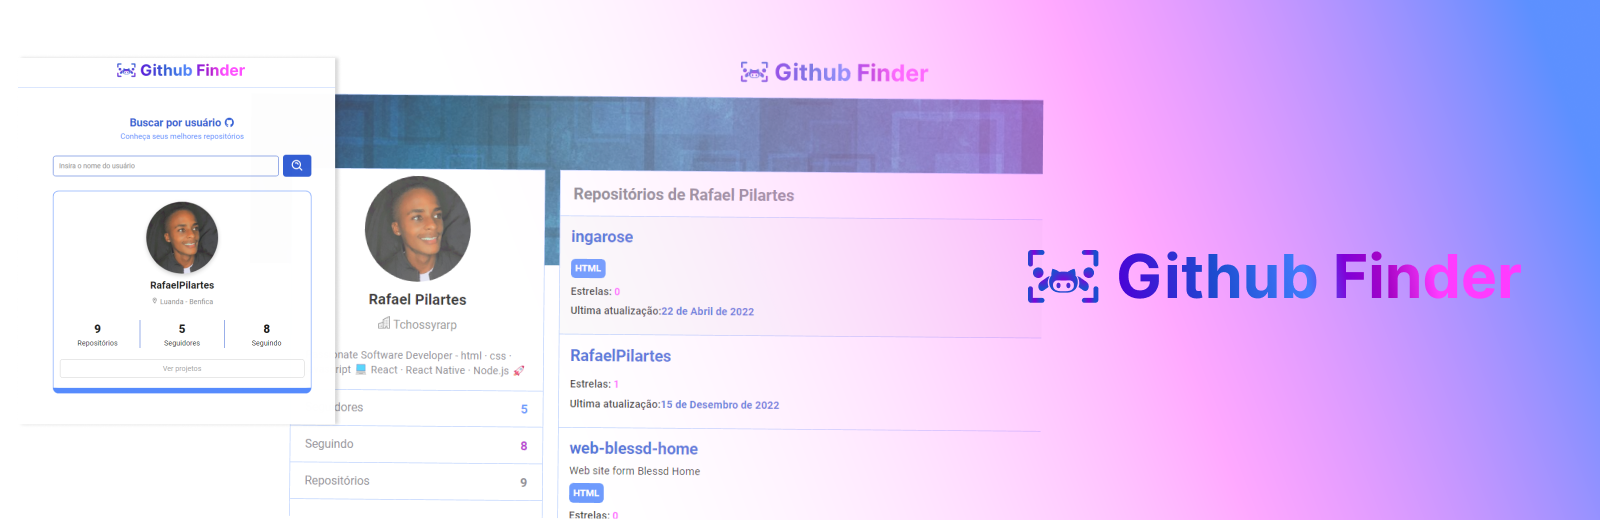 Github Finder
Buscar por usuário
Conheça seus melhores repositórios
Insira o nome do usuário
RafaelPilartes
Luanda - Benfica
9
5
8
Repositórios
Seguidores
Seguindo
Ver projetos
Github Finder
Rafael Pilartes
Tchossyrarp
onate Software Developer - html · css ·
ript 💻 React · React Native · Node.js 🚀
dores 5
Seguindo 8
Repositórios 9
Repositórios de Rafael Pilartes
ingarose
HTML
Estrelas: 0
Ultima atualização:22 de Abril de 2022
RafaelPilartes
Estrelas: 1
Ultima atualização:15 de Desembro de 2022
web-blessd-home
Web site form Blessd Home
HTML
Estrelas: 0
Github Finder